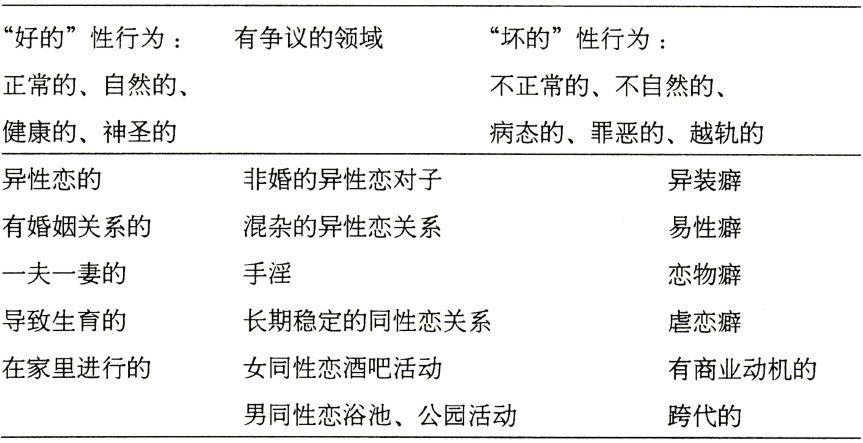 “好的”性行为： 有争议的领域 “坏的”性行为：
正常的、自然的、 不正常的、不自然的、
健康的、神圣的 病态的、罪恶的、越轨的
异性恋的 非婚的异性恋对子 异装癖
有婚姻关系的 混杂的异性恋关系 易性癖
一夫一妻的 手淫 恋物癖
导致生育的 长期稳定的同性恋关系 虐恋癖
在家里进行的 女同性恋酒吧活动 有商业动机的
男同性恋浴池、公园活动 跨代的